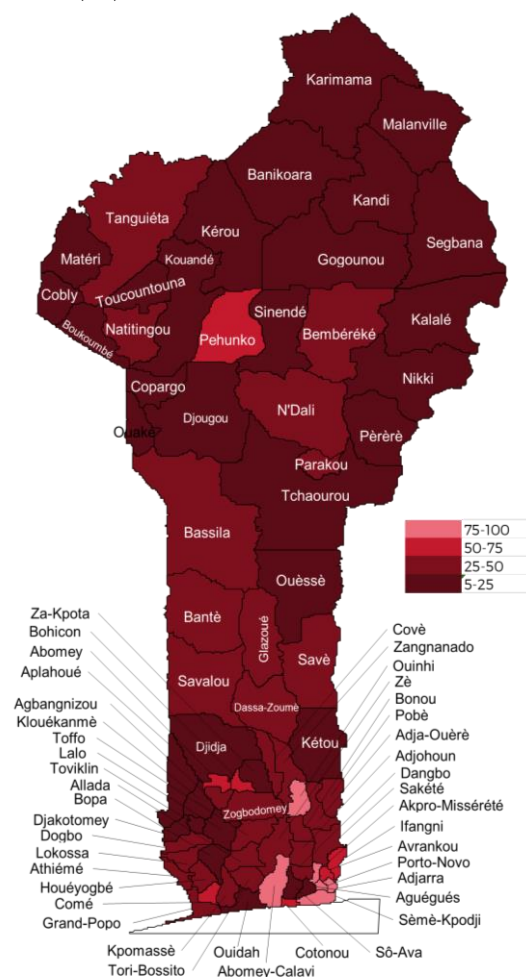 Karimama
Malanville
Banikoara
Kandi
Tanguiéta
Kérou
Segbana
Matéri
Kouandé
Gogounou
Cobly
Toucountouna
Sinendé
Natitingou
Pehunko
Bembéréké
Kalalé
Boukoumbé
Nikki
Copargo
N'Dali
Djougou
Ouaké
Pèrèrè
Parakou
Tchaourou
Bassila
75-100
50-75
25-50
5-25
Ouèssè
Bantè
Glazoué
Savè
Savalou
Dassa-Zoumè
Djidja
Kétou
Zogbodomey
Za-Kpota
Bohicon
Abomey
Aplahoué
Agbangnizou
Klouékanmè
Toffo
Lalo
Toviklin
Allada
Bopa
Djakotomey
Dogbo
Lokossa
Athiémé
Houéyogbé
Comé
Grand-Popo
Kpomassè
Tori-Bossito
Ouidah
Abomey-Calavi
Cotonou
Sô-Ava
Covè
Zangnanado
Ouinhi
Zè
Bonou
Pobè
Adja-Ouèrè
Adjohoun
Dangbo
Sakété
Akpro-Missérété
Ifangni
Avrankou
Porto-Novo
Adjarra
Aguégués
Sèmè-Kpodji